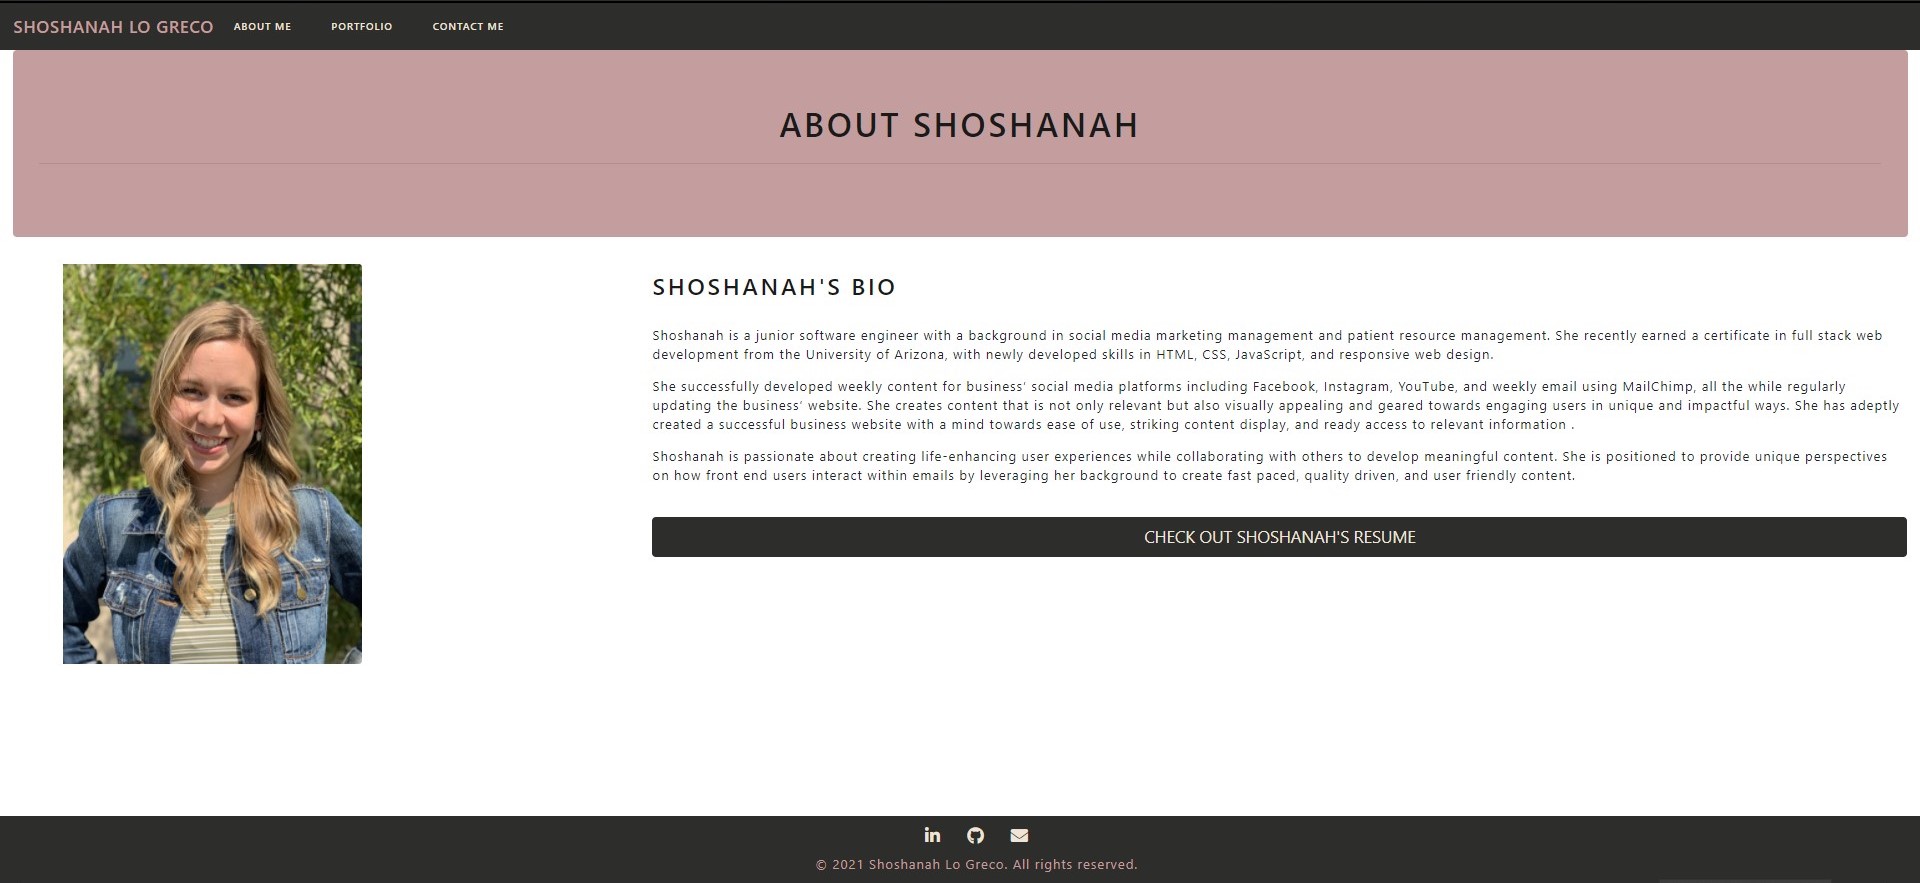 SHOSHANAH LO GRECO ABOUT ME PORTFOLIO CONTACT ME
ABOUT SHOSHANAH
SHOSHANAH'S BIO
Shoshanah is a junior software engineer with a background in social media marketing management and patient resource management. She recently earned a certificate in full stack web
development from the University of Arizona, with newly developed skills in HTML, CSS, JavaScript, and responsive web design.
She successfully developed weekly content for business' social media platforms including Facebook, Instagram, YouTube, and weekly email using MailChimp, all the while regularly
updating the business' website. She creates content that is not only relevant but also visually appealing and geared towards engaging users in unique and impactful ways. She has adeptly
created a successful business website with a mind towards ease of use, striking content display, and ready access to relevant information .
Shoshanah is passionate about creating life-enhancing user experiences while collaborating with others to develop meaningful content. She is positioned to provide unique perspectives
on how front end users interact within emails by leveraging her background to create fast paced, quality driven, and user friendly content.
CHECK OUT SHOSHANAH'S RESUME
© 2021 Shoshanah Lo Greco. All rights reserved.